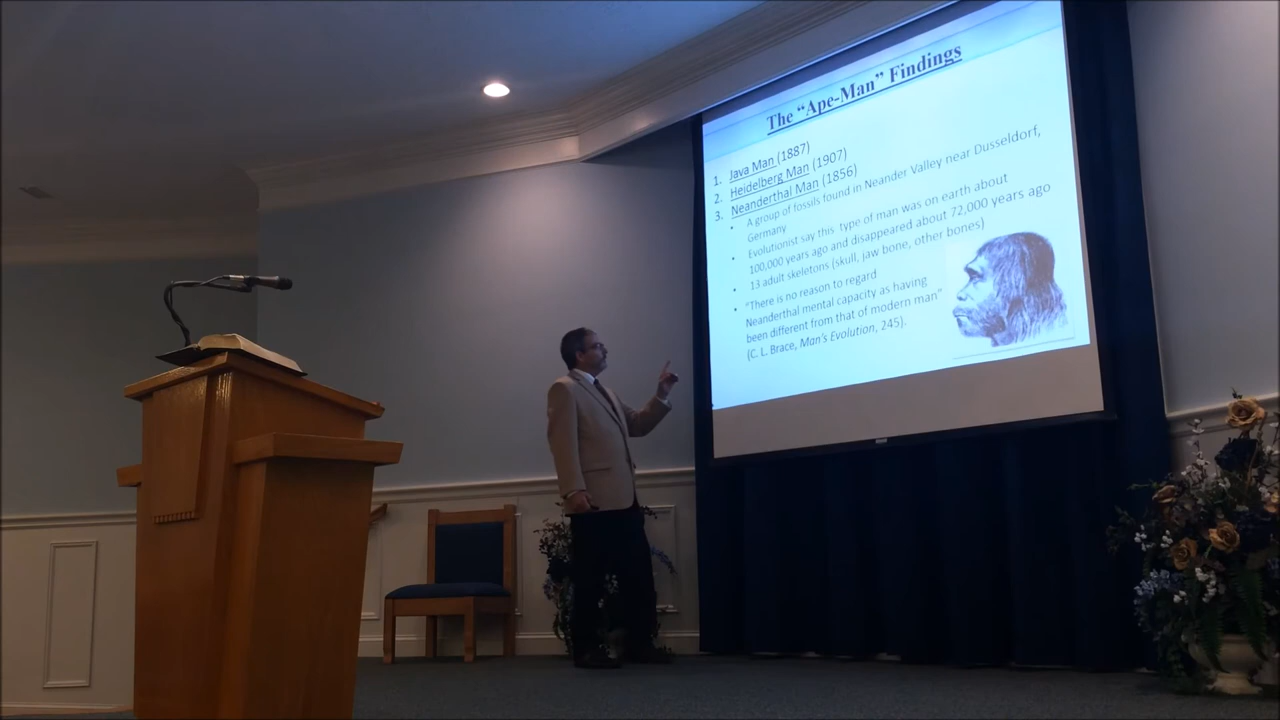 The "Ape-Man" Findings
1. Java Man (1887)
2. Heidelberg Man (1907)
3. Neanderthal Man (1856)
• A group of fossils found in Neander Valley near Dusseldorf,
Germany
• Evolutionist say this type of man was on earth about
100,000 years ago and disappeared about 72,000 years ago
• 13 adult skeletons (skull, jaw bone, other bones)
• "There is no reason to regard
Neanderthal mental capacity as having
been different from that of modern man"
(C. L. Brace, Man's Evolution, 245).